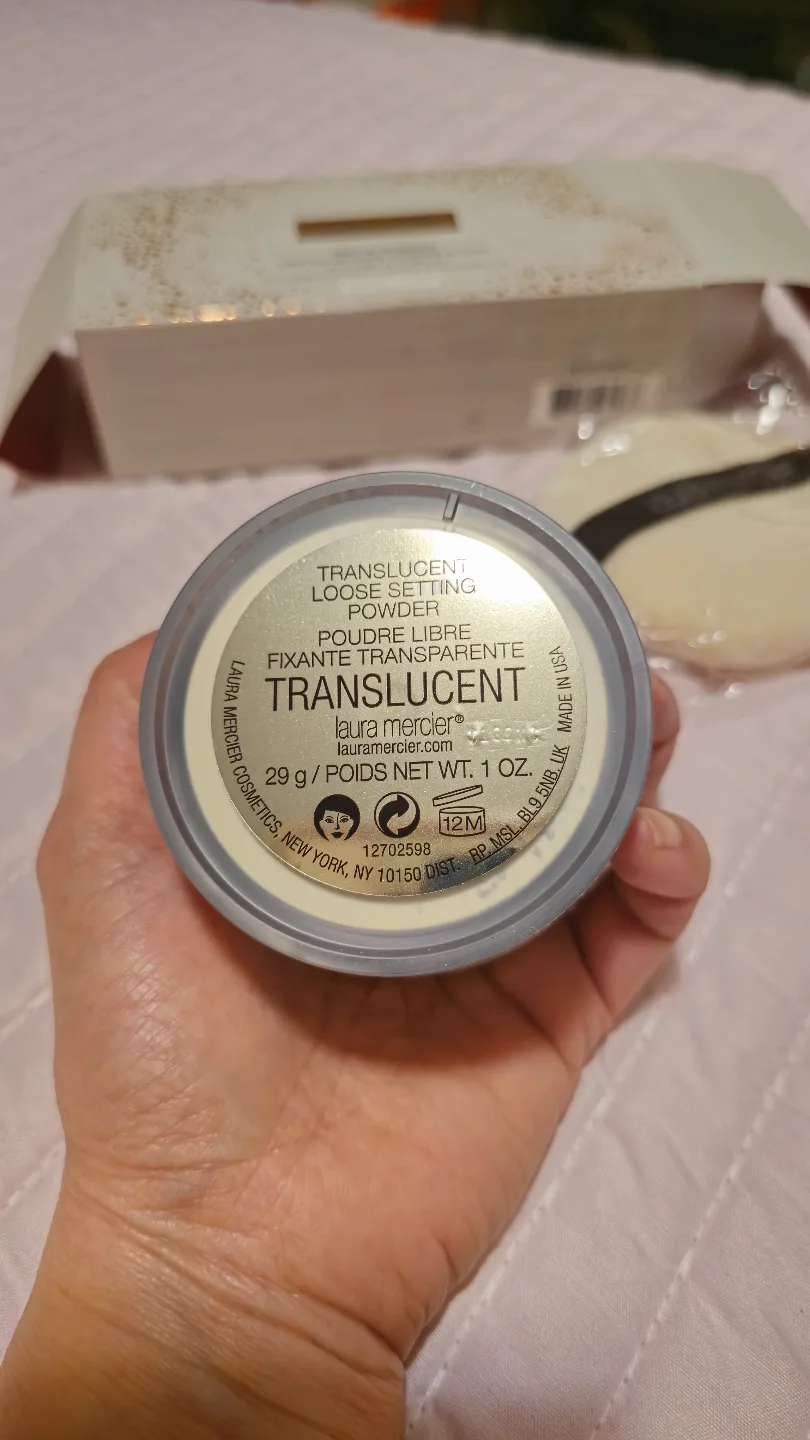 TRANSLUCENT
LOOSE SETTING
POWDER
POUDRE LIBRE
FIXANTE TRANSPARENTE
TRANSLUCENT
laura mercier®
lauramercier.com
29 g / POIDS NET WT. 1 OZ.
12M
12702598
LAURA MERCIER COSMETICS, NEW YORK, NY 10150 DIST. RP. MSL. BL9 5NB. UK MADE IN USA